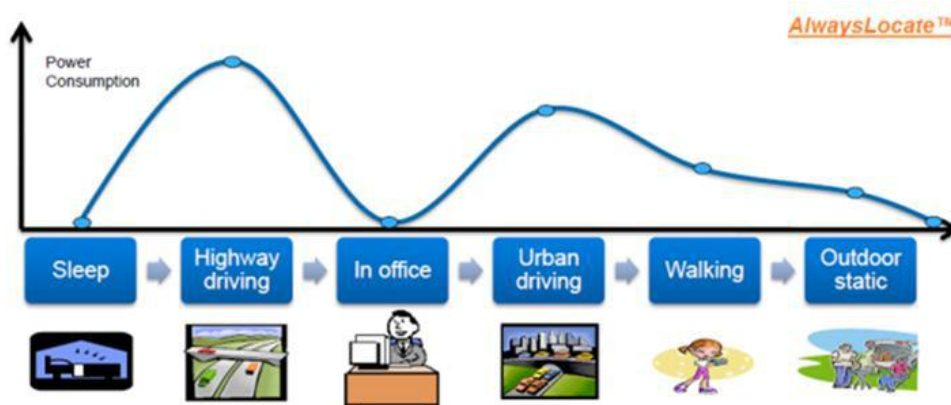 AlwaysLocate™
Power
Consumption
Sleep
Highway
driving
In office
Urban
driving
Walking
Outdoor
static